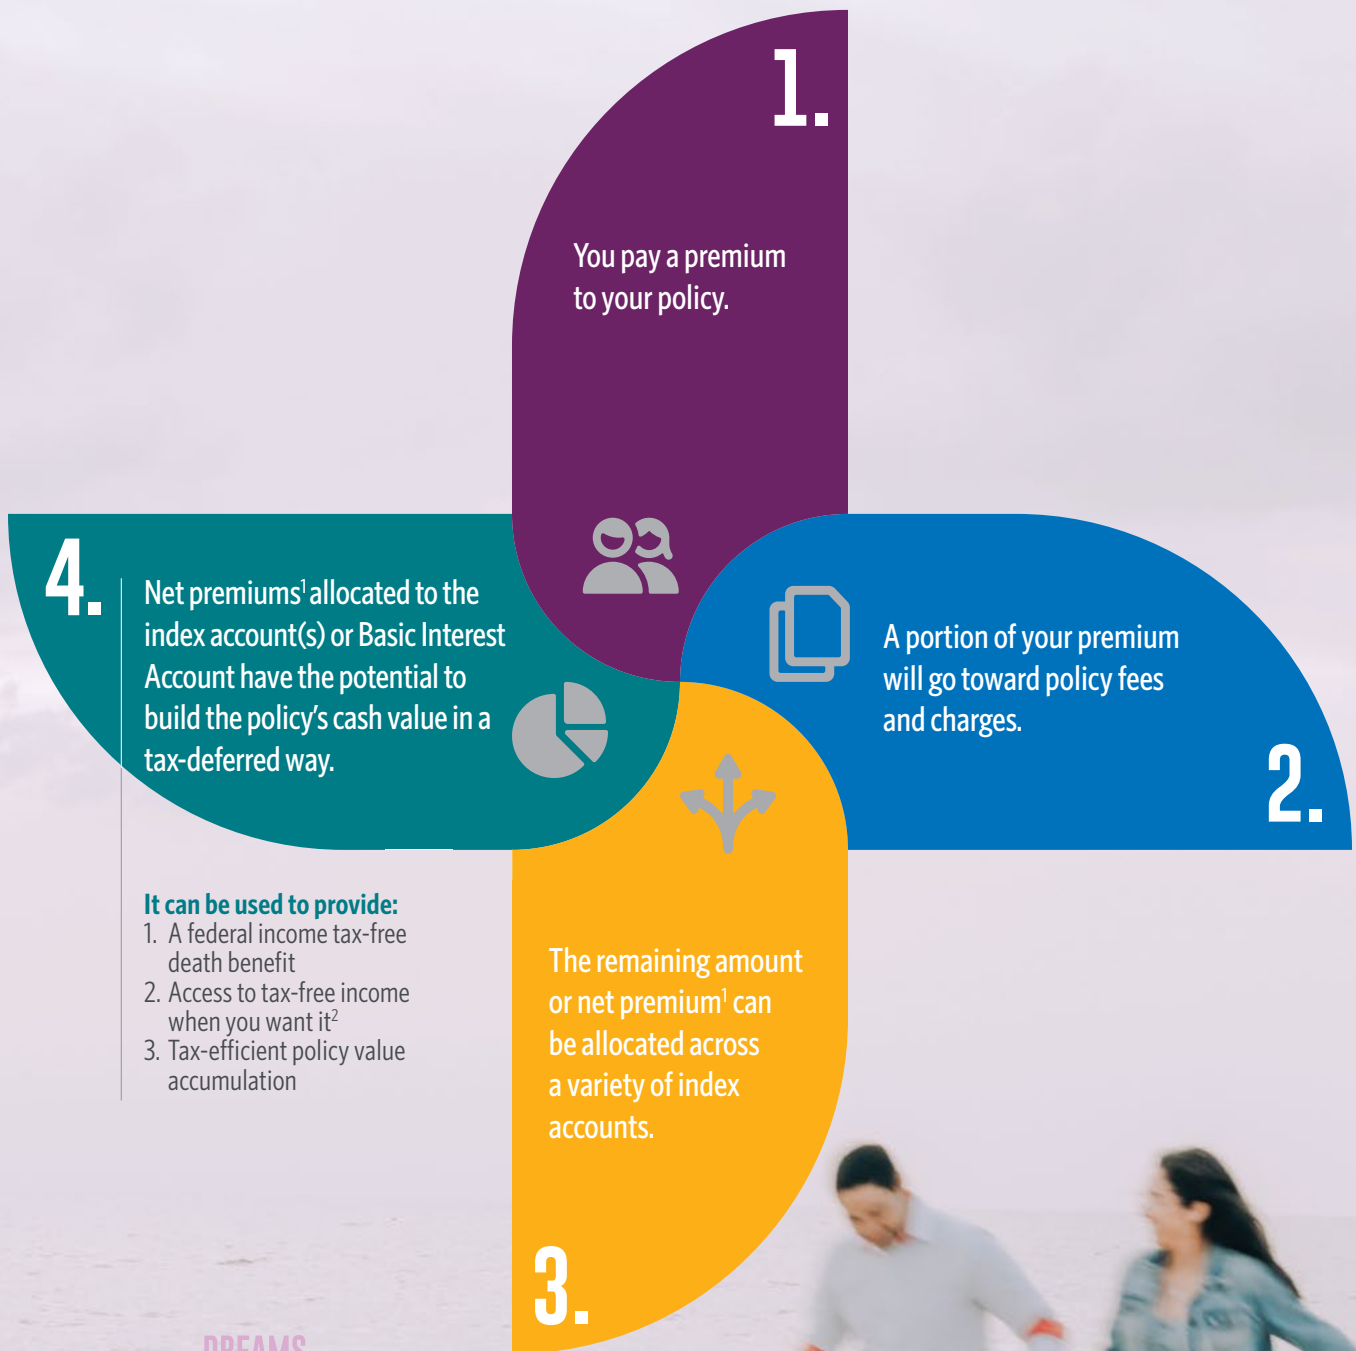 1.
You pay a premium
to your policy.
2.
A portion of your premium
will go toward policy fees
and charges.
3.
The remaining amount
or net premium¹ can
be allocated across
a variety of index
accounts.
4.
Net premiums¹ allocated to the
index account(s) or Basic Interest
Account have the potential to
build the policy’s cash value in a
tax-deferred way.
It can be used to provide:
1. A federal income tax-free
death benefit
2. Access to tax-free income
when you want it²
3. Tax-efficient policy value
accumulation
DREAMS